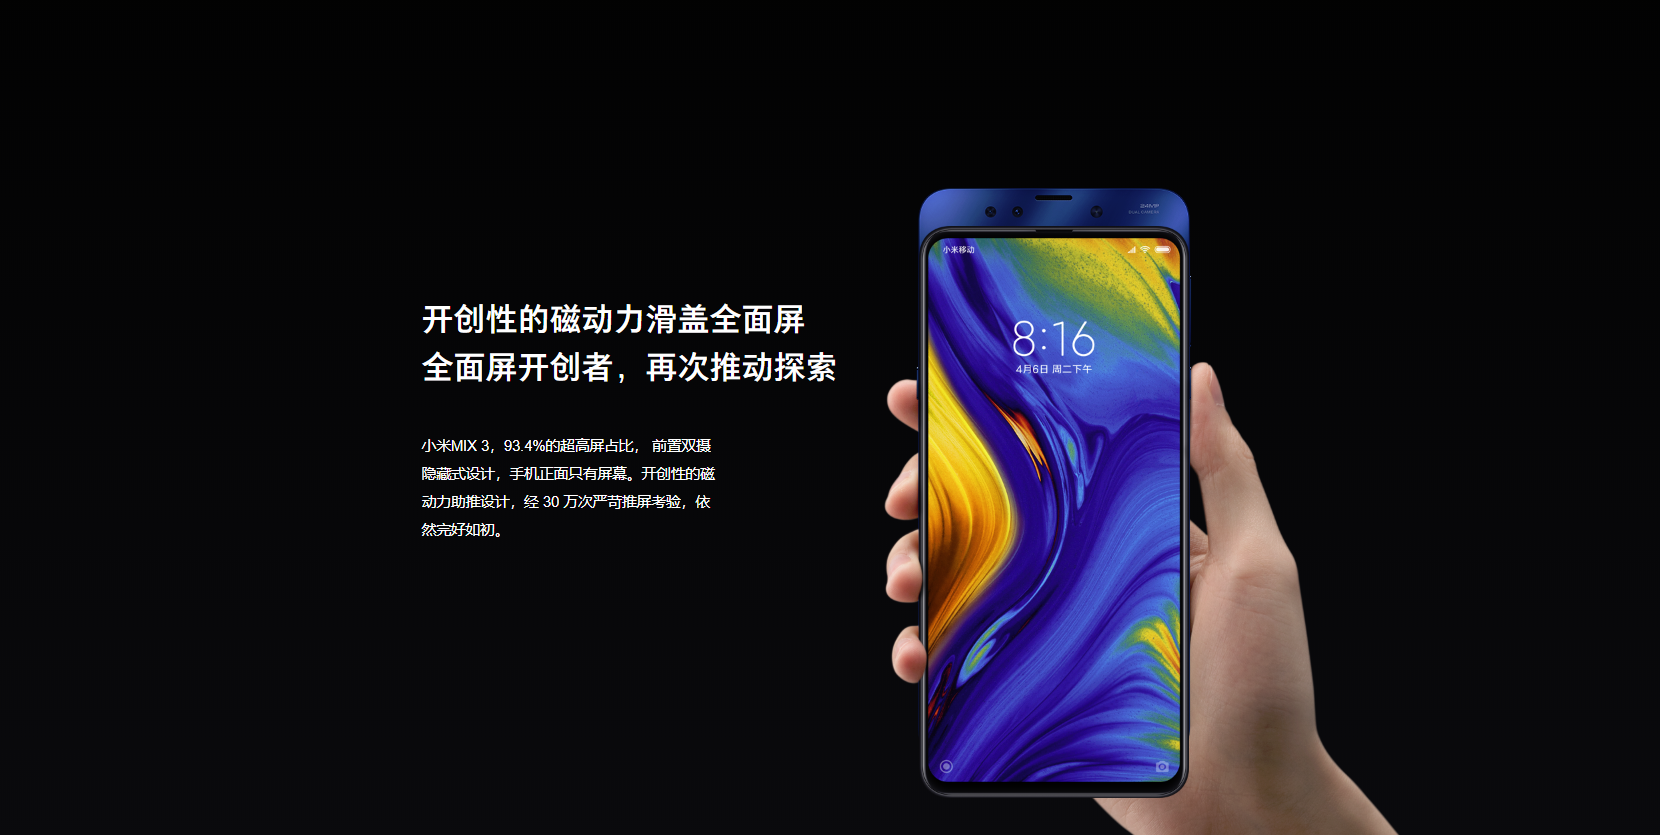 开创性的磁动力滑盖全面屏
全面屏开创者，再次推动探索
小米MIX 3，93.4%的超高屏占比， 前置双摄
隐藏式设计，手机正面只有屏幕。开创性的磁
动力助推设计，经 30 万次严苛推屏考验，依
然完好如初。
24MP
DUAL CAMERA
小米移动
8:16
4月6日 周二下午